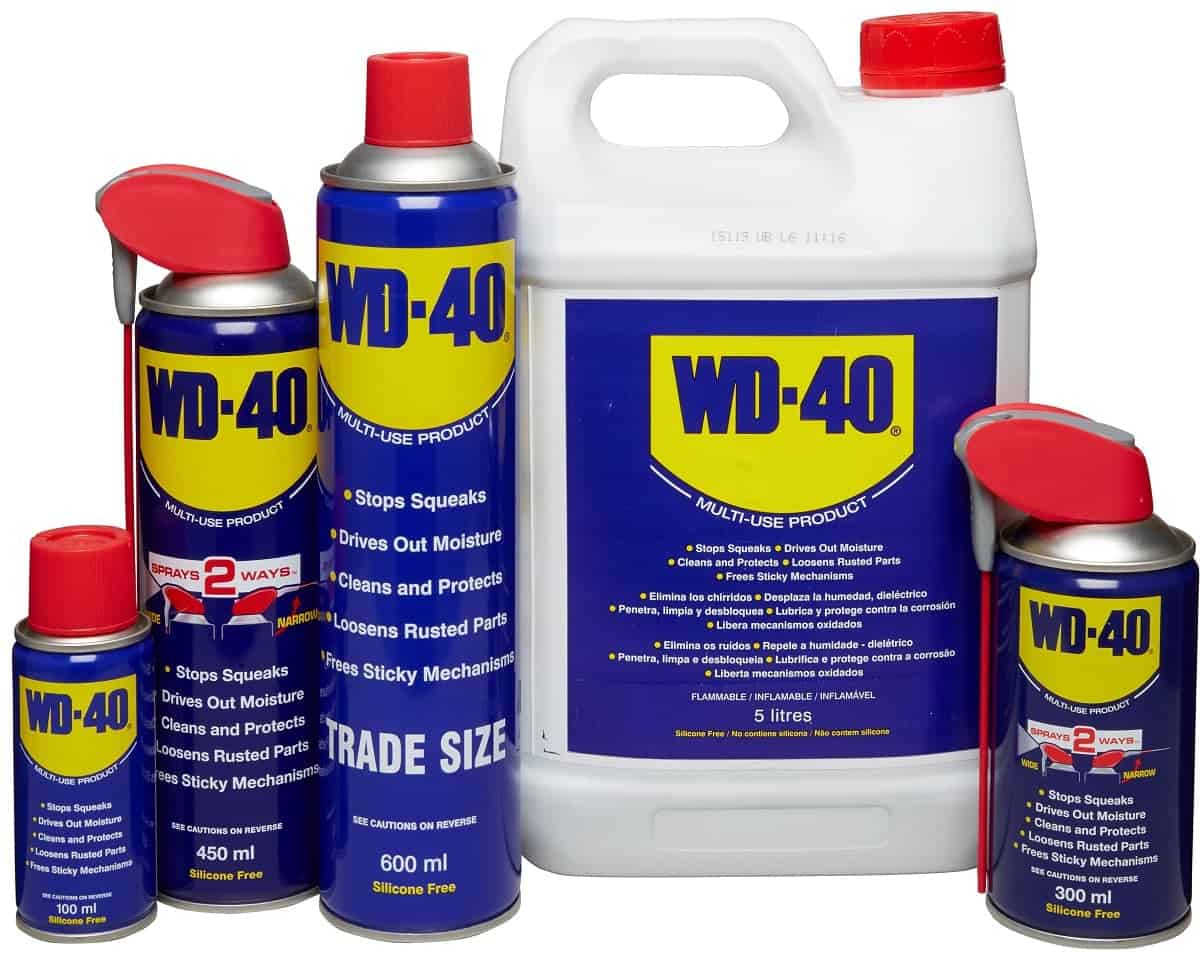 WD-40®
MULTI-USE PRODUCT
• Stops Squeaks
• Drives Out Moisture
• Cleans and Protects
• Loosens Rusted Parts
• Frees Sticky Mechanisms
SEE CAUTIONS ON REVERSE
100 ml
Silicone Free
WD-40®
MULTI-USE PRODUCT
SPRAYS 2 WAYS™
WIDE NARROW
• Stops Squeaks
Drives Out Moisture
Cleans and Protects
Loosens Rusted Parts
Frees Sticky Mechanisms
SEE CAUTIONS ON REVERSE
450 ml
Silicone Free
WD-40®
MULTI-USE PRODUCT
• Stops Squeaks
• Drives Out Moisture
• Cleans and Protects
• Loosens Rusted Parts
• Frees Sticky Mechanisms
TRADE SIZE
SEE CAUTIONS ON REVERSE
600 ml
Silicone Free
WD-40®
MULTI-USE PRODUCT
• Stops Squeaks • Drives Out Moisture
• Cleans and Protects • Loosens Rusted Parts
• Frees Sticky Mechanisms
• Elimina los chirridos • Desplaza la humedad, dieléctrico
• Penetra, limpia y desbloquea • Lubrica y protege contra la corrosión
• Libera mecanismos oxidados
• Elimina os ruídos • Repele a humidade - dielétrico
• Penetra, limpa e desbloqueia • Lubrifica e protege contra a corrosão
• Liberta mecanismos oxidados
FLAMMABLE / INFLAMABLE / INFLAMÁVEL
5 litres
Silicone Free / No contiene silicona / Não contem silicone
WD-40®
MULTI-USE PRODUCT
SPRAYS 2 WAYS™
WIDE NARROW
• Stops Squeaks
• Drives Out Moisture
• Cleans and Protects
• Loosens Rusted Parts
• Frees Sticky Mechanisms
SEE CAUTIONS ON REVERSE
300 ml
Silicone Free